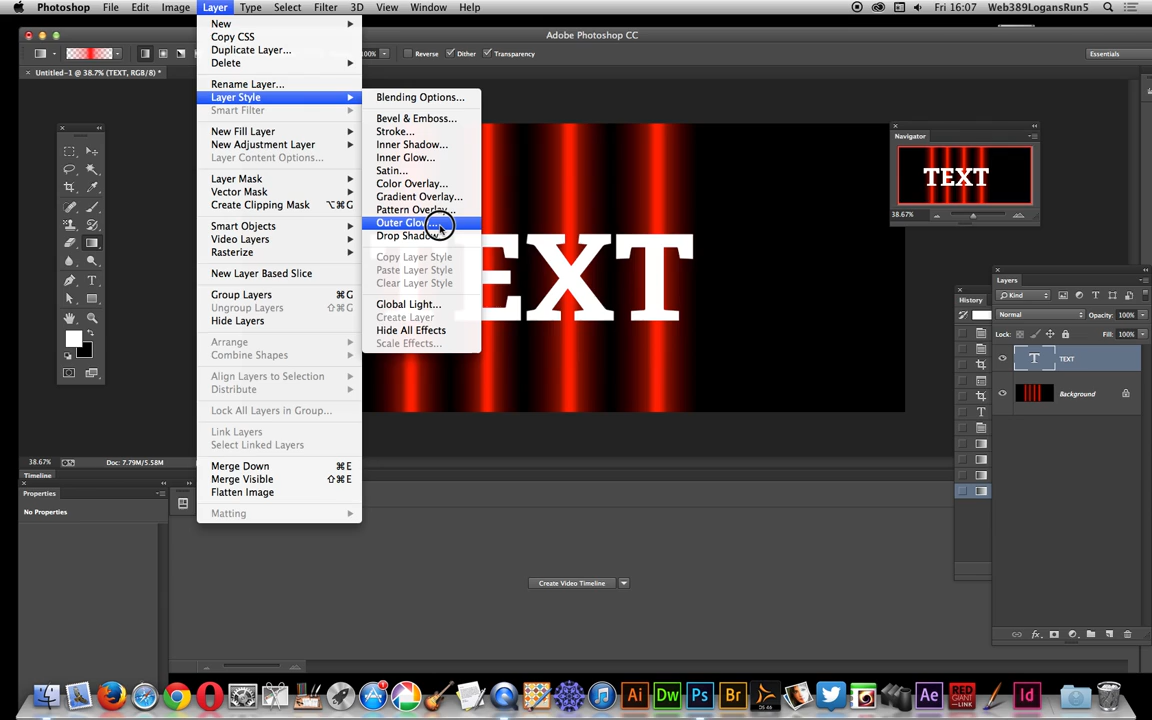 Photoshop File Edit Image Layer Type Select Filter 3D View Window Help Fri 16:07 Web389LogansRun5
Adobe Photoshop CC
Reverse Dither Transparency Essentials
Untitled-1 @ 38.7% (TEXT, RGB/8) *
New
Copy CSS
Duplicate Layer...
Delete
Rename Layer...
Layer Style
Smart Filter
New Fill Layer
New Adjustment Layer
Layer Content Options...
Layer Mask
Vector Mask
Create Clipping Mask ⌥⌘G
Smart Objects
Video Layers
Rasterize
New Layer Based Slice
Group Layers ⌘G
Ungroup Layers ⇧⌘G
Hide Layers
Arrange
Combine Shapes
Align Layers to Selection
Distribute
Lock All Layers in Group...
Link Layers
Select Linked Layers
Merge Down ⌘E
Merge Visible ⇧⌘E
Flatten Image
Matting
Blending Options...
Bevel & Emboss...
Stroke...
Inner Shadow...
Inner Glow...
Satin...
Color Overlay...
Gradient Overlay...
Pattern Overlay...
Outer Glow...
Drop Shadow...
Copy Layer Style
Paste Layer Style
Clear Layer Style
Global Light...
Create Layer
Hide All Effects
Scale Effects...
TEXT
Navigator
TEXT
38.67%
History
Layers
Kind
Normal Opacity: 100%
Lock: Fill: 100%
T TEXT
Background
38.67% Doc: 7.79M/5.58M
Timeline
Properties
No Properties
Create Video Timeline
Ai Dw Ps Br Ae RED GIANT LINK Id